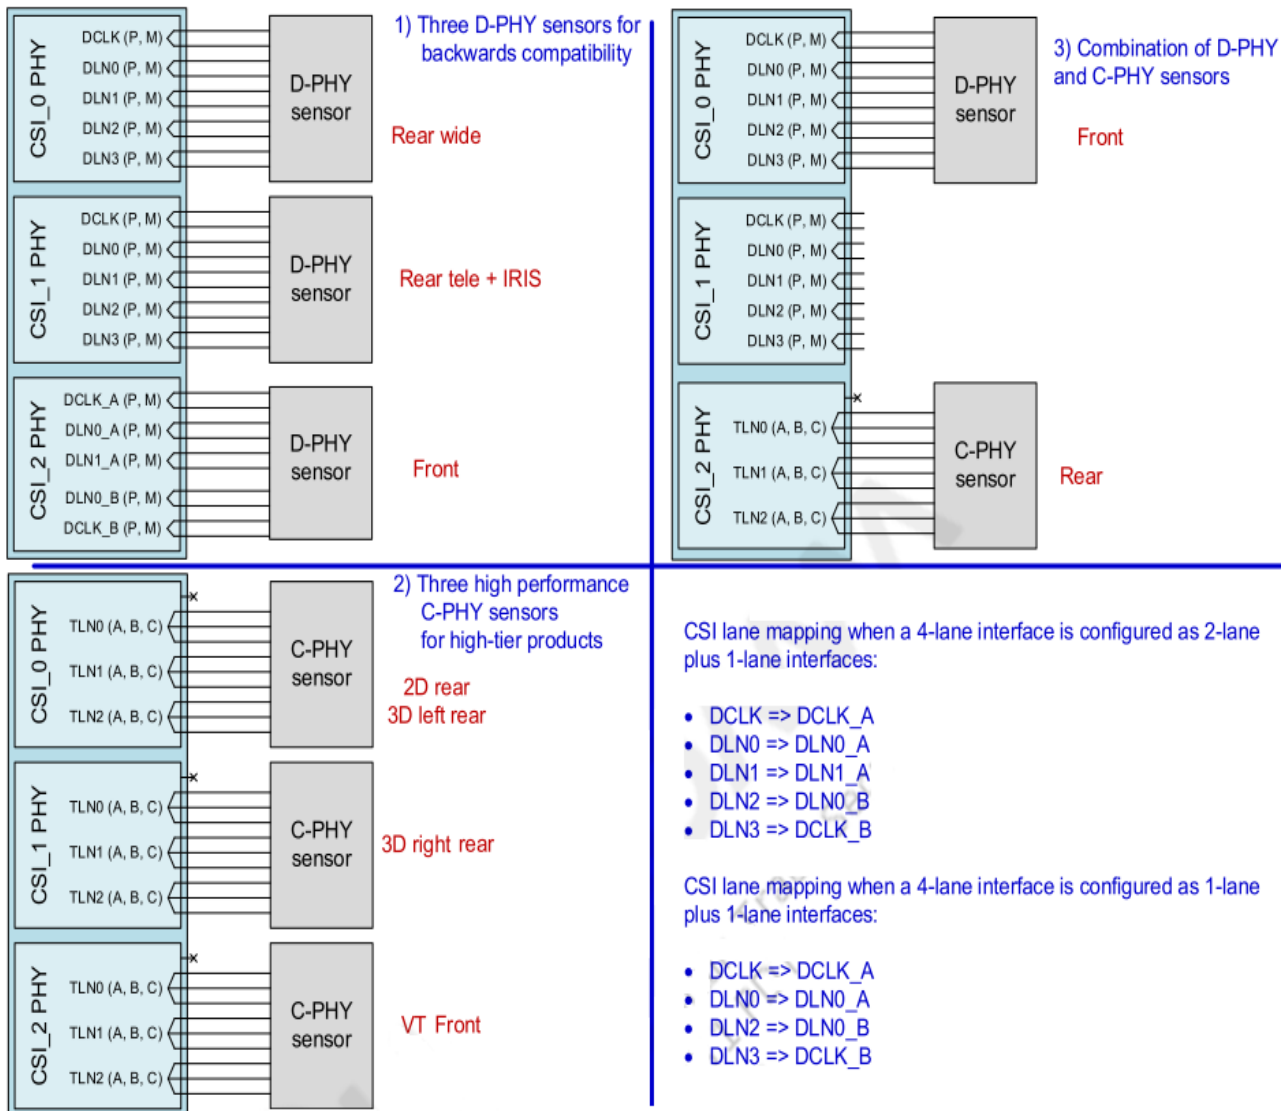 CSI_0 PHY
DCLK (P, M)
DLN0 (P, M)
DLN1 (P, M)
DLN2 (P, M)
DLN3 (P, M)
D-PHY
sensor
1) Three D-PHY sensors for
backwards compatibility
Rear wide
CSI_1 PHY
DCLK (P, M)
DLN0 (P, M)
DLN1 (P, M)
DLN2 (P, M)
DLN3 (P, M)
D-PHY
sensor
Rear tele + IRIS
CSI_2 PHY
DCLK_A (P, M)
DLN0_A (P, M)
DLN1_A (P, M)
DLN0_B (P, M)
DCLK_B (P, M)
D-PHY
sensor
Front
CSI_0 PHY
DCLK (P, M)
DLN0 (P, M)
DLN1 (P, M)
DLN2 (P, M)
DLN3 (P, M)
D-PHY
sensor
3) Combination of D-PHY
and C-PHY sensors
Front
CSI_1 PHY
DCLK (P, M)
DLN0 (P, M)
DLN1 (P, M)
DLN2 (P, M)
DLN3 (P, M)
CSI_2 PHY
TLN0 (A, B, C)
TLN1 (A, B, C)
TLN2 (A, B, C)
C-PHY
sensor
Rear
CSI_0 PHY
TLN0 (A, B, C)
TLN1 (A, B, C)
TLN2 (A, B, C)
C-PHY
sensor
2) Three high performance
C-PHY sensors
for high-tier products
2D rear
3D left rear
CSI_1 PHY
TLN0 (A, B, C)
TLN1 (A, B, C)
TLN2 (A, B, C)
C-PHY
sensor
3D right rear
CSI_2 PHY
TLN0 (A, B, C)
TLN1 (A, B, C)
TLN2 (A, B, C)
C-PHY
sensor
VT Front
CSI lane mapping when a 4-lane interface is configured as 2-lane
plus 1-lane interfaces:
• DCLK => DCLK_A
• DLN0 => DLN0_A
• DLN1 => DLN1_A
• DLN2 => DLN0_B
• DLN3 => DCLK_B
CSI lane mapping when a 4-lane interface is configured as 1-lane
plus 1-lane interfaces:
• DCLK => DCLK_A
• DLN0 => DLN0_A
• DLN2 => DLN0_B
• DLN3 => DCLK_B